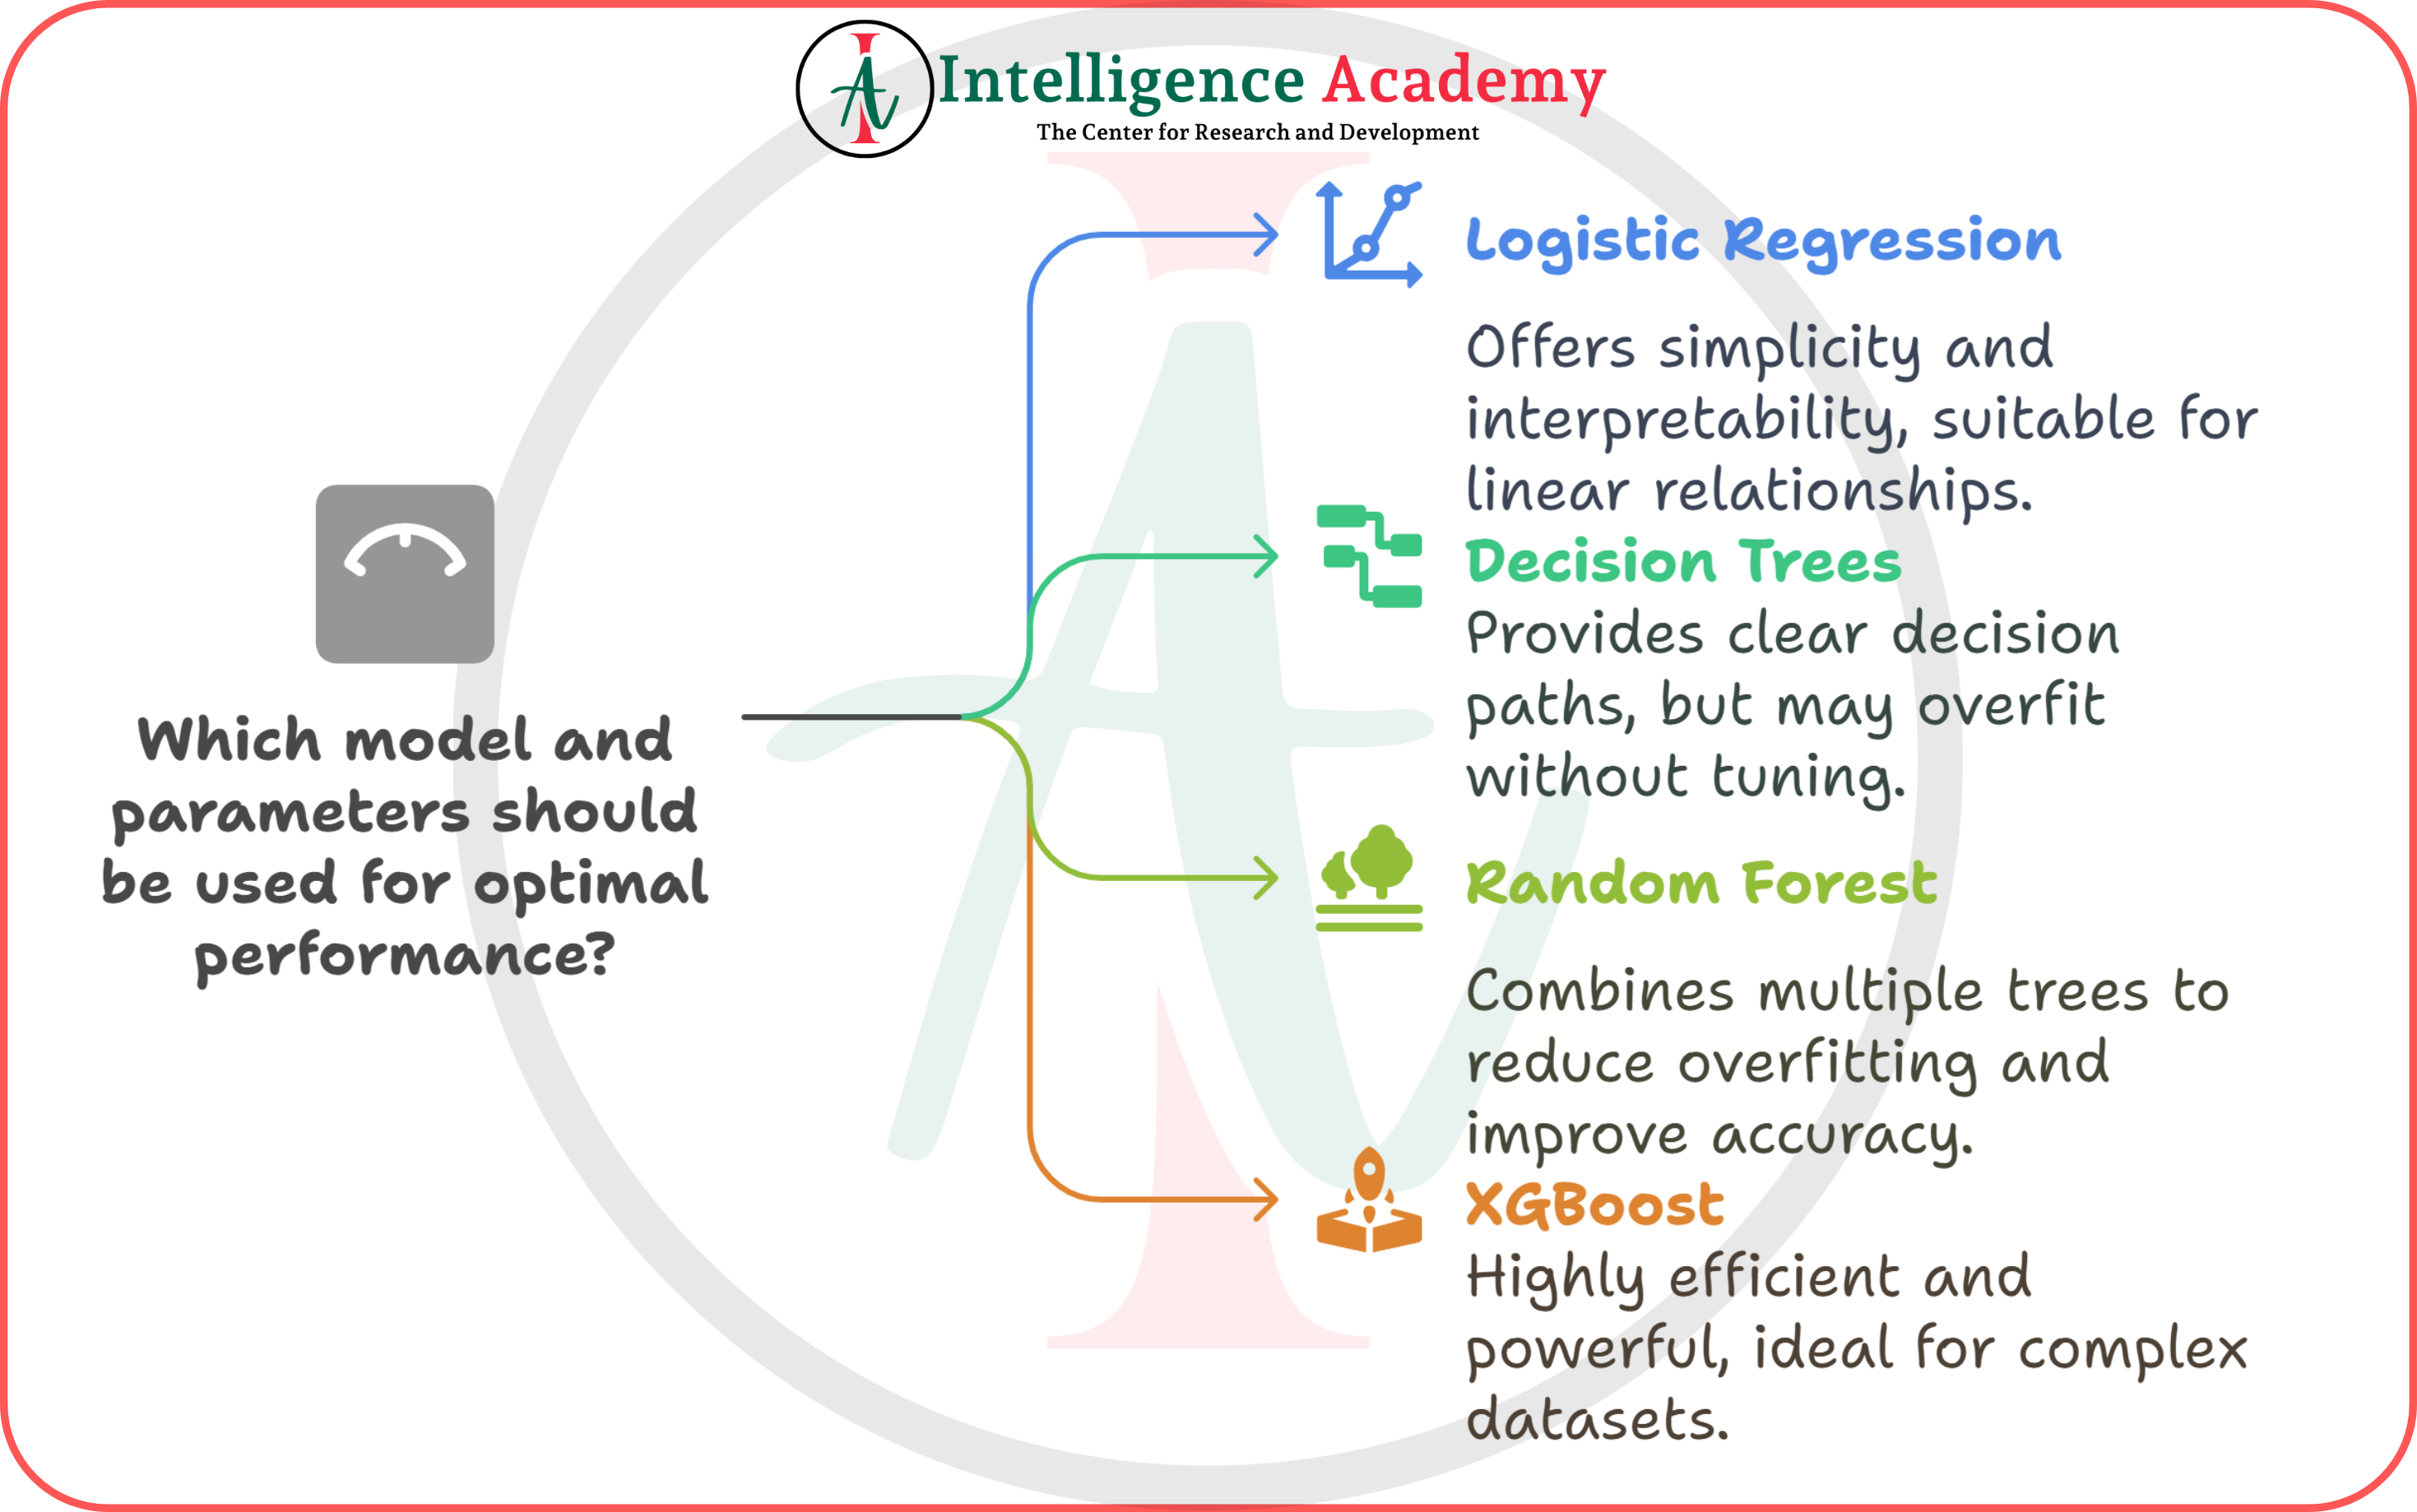 Intelligence Academy
The Center for Research and Development
Which model and
parameters should
be used for optimal
performance?
Logistic Regression
Offers simplicity and
interpretability, suitable for
linear relationships.
Decision Trees
Provides clear decision
paths, but may overfit
without tuning.
Random Forest
Combines multiple trees to
reduce overfitting and
improve accuracy.
XGBoost
Highly efficient and
powerful, ideal for complex
datasets.